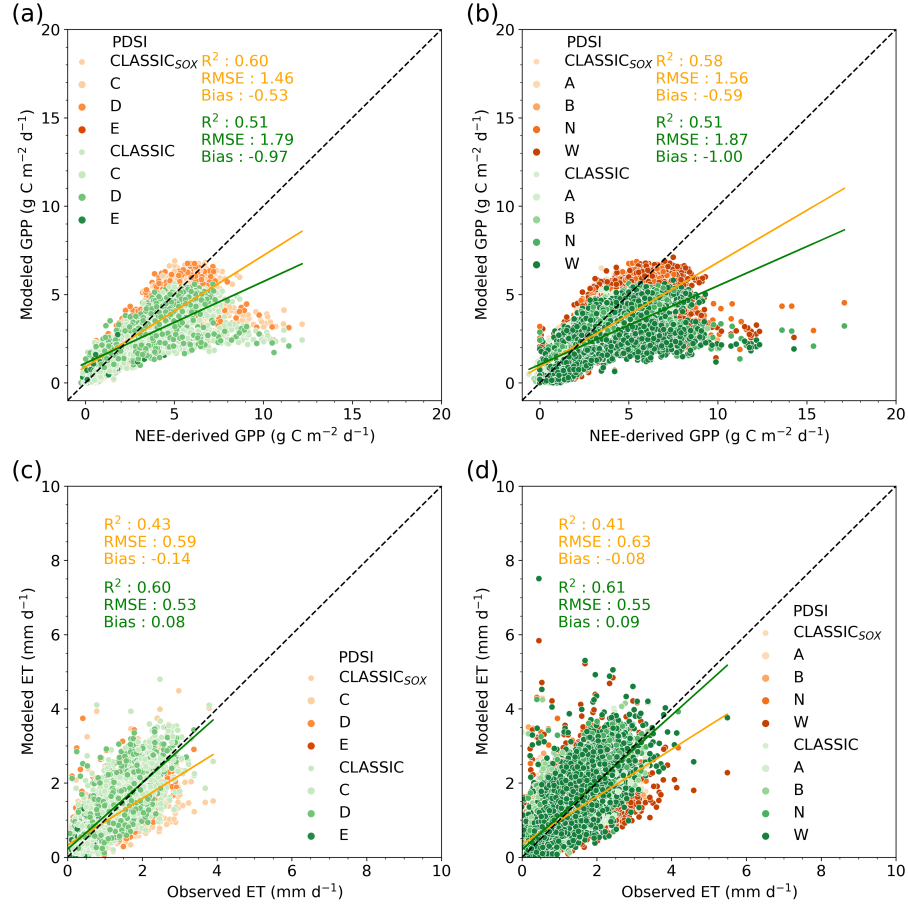 (a)
20
15
10
5
0
Modeled GPP (g C m⁻² d⁻¹)
PDSI
CLASSIC_SOX
C
D
E
CLASSIC
C
D
E
R² : 0.60
RMSE : 1.46
Bias : -0.53
R² : 0.51
RMSE : 1.79
Bias : -0.97
0 5 10 15 20
NEE-derived GPP (g C m⁻² d⁻¹)
(b)
20
15
10
5
0
Modeled GPP (g C m⁻² d⁻¹)
PDSI
CLASSIC_SOX
A
B
N
W
CLASSIC
A
B
N
W
R² : 0.58
RMSE : 1.56
Bias : -0.59
R² : 0.51
RMSE : 1.87
Bias : -1.00
0 5 10 15 20
NEE-derived GPP (g C m⁻² d⁻¹)
(c)
10
8
6
4
2
0
Modeled ET (mm d⁻¹)
R² : 0.43
RMSE : 0.59
Bias : -0.14
R² : 0.60
RMSE : 0.53
Bias : 0.08
PDSI
CLASSIC_SOX
C
D
E
CLASSIC
C
D
E
0 2 4 6 8 10
Observed ET (mm d⁻¹)
(d)
10
8
6
4
2
0
Modeled ET (mm d⁻¹)
R² : 0.41
RMSE : 0.63
Bias : -0.08
R² : 0.61
RMSE : 0.55
Bias : 0.09
PDSI
CLASSIC_SOX
A
B
N
W
CLASSIC
A
B
N
W
0 2 4 6 8 10
Observed ET (mm d⁻¹)